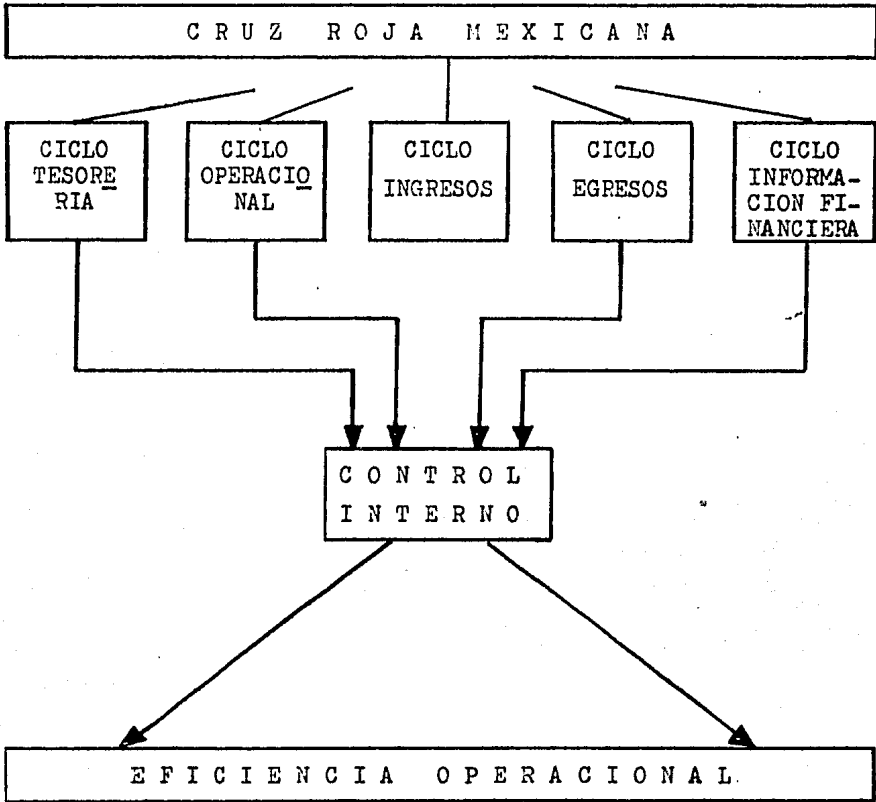 CRUZ ROJA MEXICANA
CICLO
TESORE
RIA
CICLO
OPERACIO
NAL
CICLO
INGRESOS
CICLO
EGRESOS
CICLO
INFORMA-
CION FI-
NANCIERA
CONTROL
INTERNO
EFICIENCIA OPERACIONAL